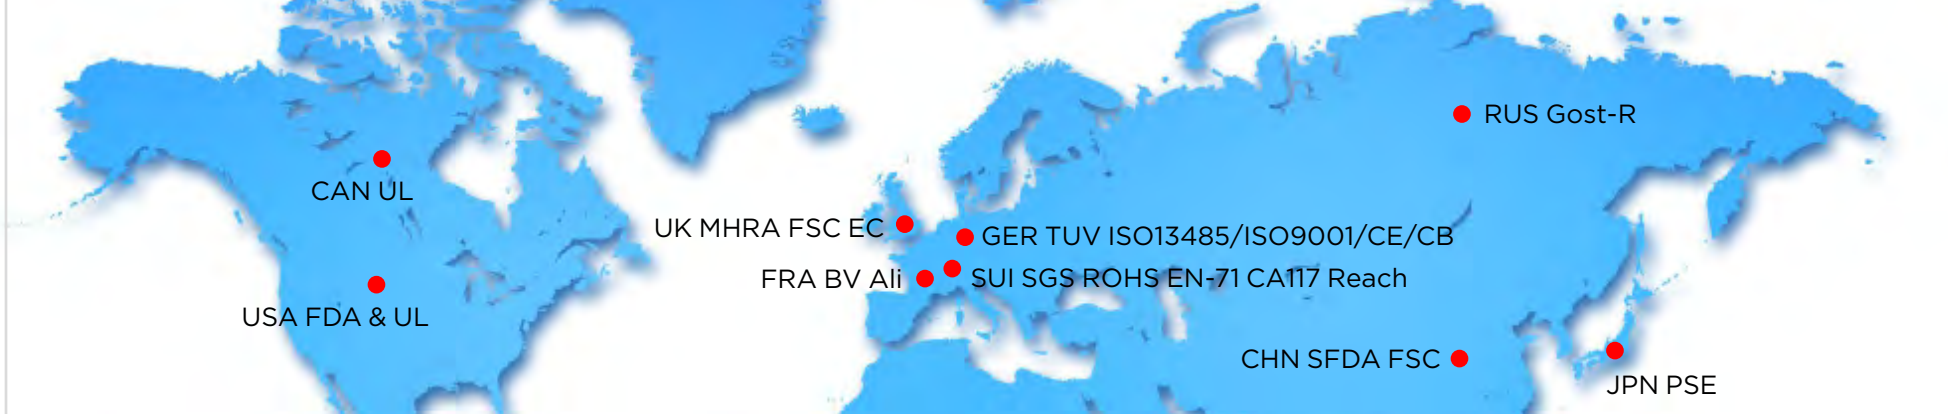 RUS Gost-R
CAN UL
UK MHRA FSC EC
GER TUV ISO13485/ISO9001/CE/CB
FRA BV Ali
SUI SGS ROHS EN-71 CA117 Reach
USA FDA & UL
CHN SFDA FSC
JPN PSE